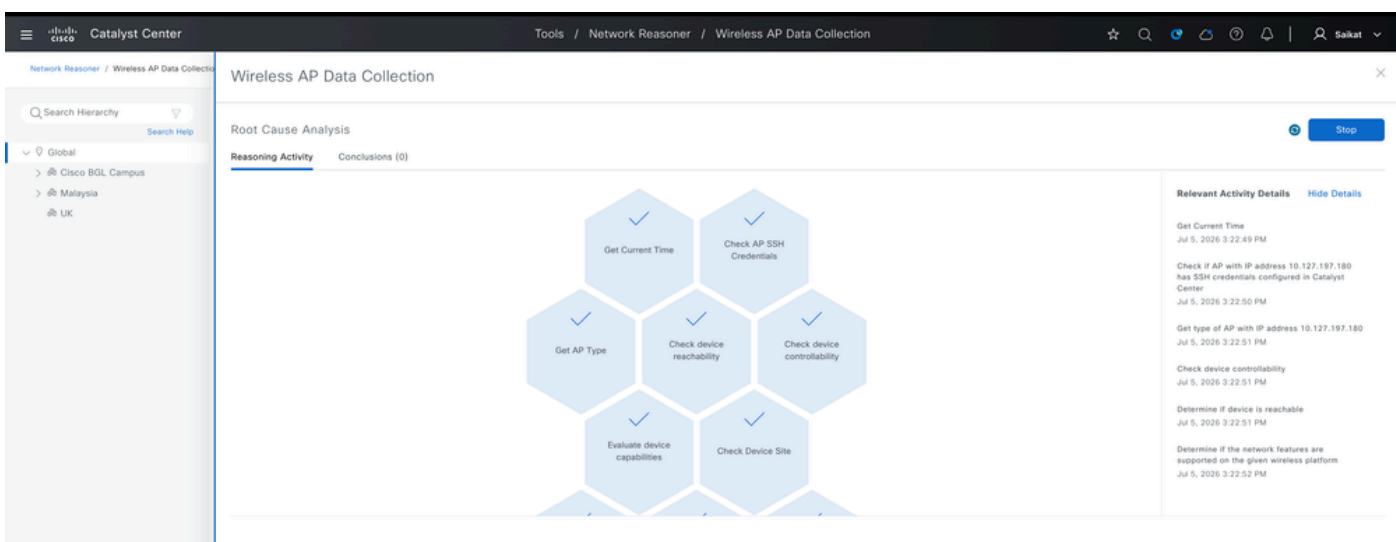 cisco Catalyst Center
Tools / Network Reasoner / Wireless AP Data Collection
Saikat
Network Reasoner / Wireless AP Data Collectio
Search Hierarchy
Search Help
Global
Cisco BGL Campus
Malaysia
UK
Wireless AP Data Collection
Root Cause Analysis
Stop
Reasoning Activity Conclusions (0)
Get Current Time
Check AP SSH
Credentials
Get AP Type
Check device
reachability
Check device
controllability
Evaluate device
capabilities
Check Device Site
Relevant Activity Details Hide Details
Get Current Time
Jul 5, 2026 3:22:49 PM
Check if AP with IP address 10.127.197.180
has SSH credentials configured in Catalyst
Center
Jul 5, 2026 3:22:50 PM
Get type of AP with IP address 10.127.197.180
Jul 5, 2026 3:22:51 PM
Check device controllability
Jul 5, 2026 3:22:51 PM
Determine if device is reachable
Jul 5, 2026 3:22:51 PM
Determine if the network features are
supported on the given wireless platform
Jul 5, 2026 3:22:52 PM